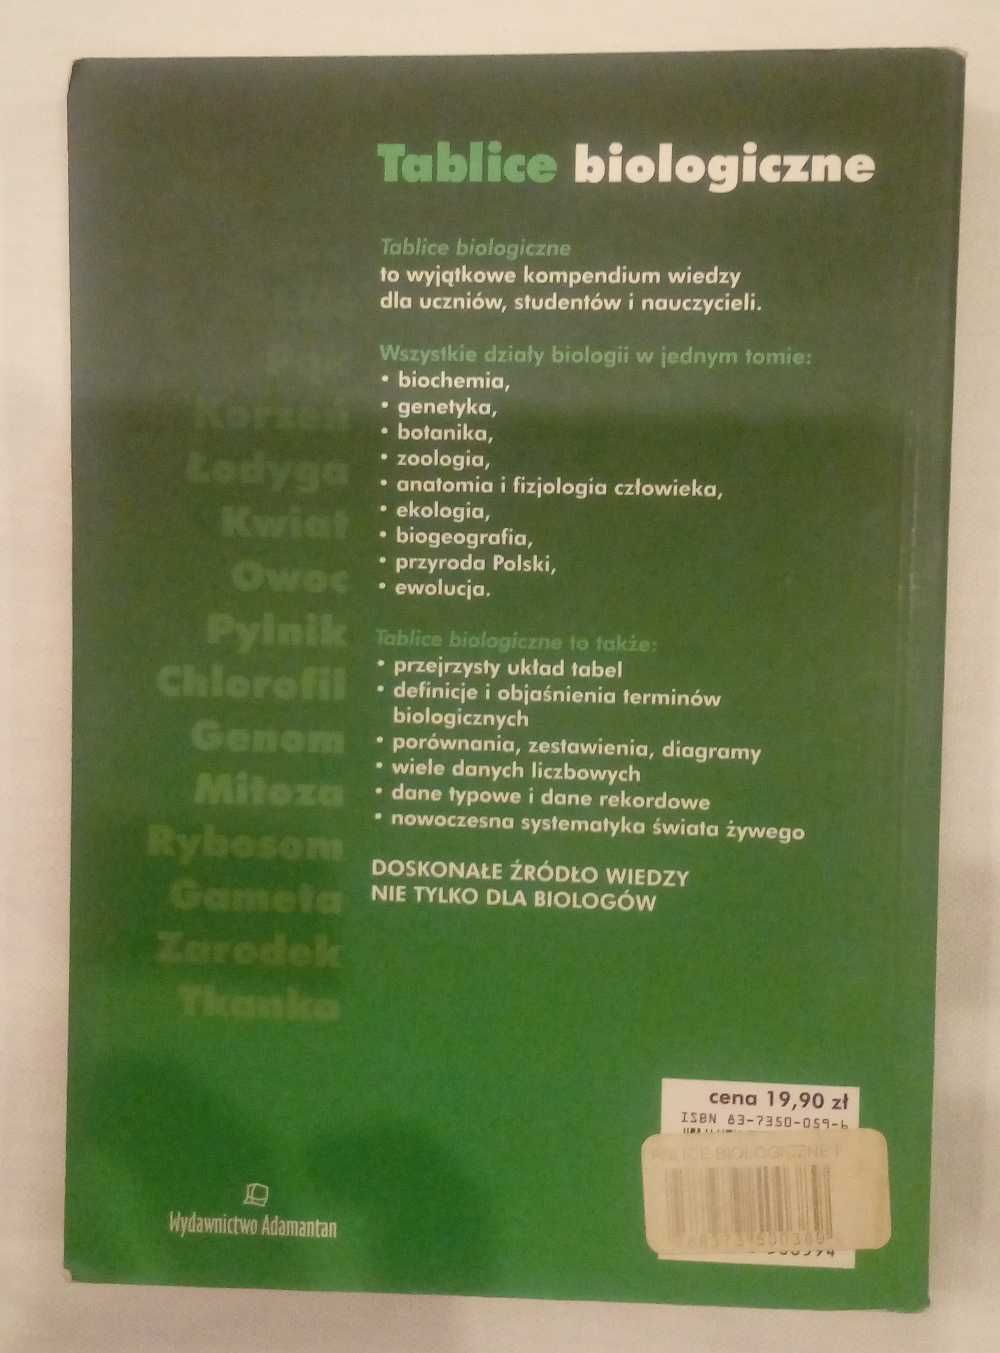 Tablice biologiczne
Tablice biologiczne
to wyjątkowe kompendium wiedzy
dla uczniów, studentów i nauczycieli.
Wszystkie działy biologii w jednym tomie:
• biochemia,
• genetyka,
• botanika,
• zoologia,
• anatomia i fizjologia człowieka,
• ekologia,
• biogeografia,
• przyroda Polski,
• ewolucja.
Tablice biologiczne to także:
• przejrzysty układ tabel
• definicje i objaśnienia terminów
biologicznych
• porównania, zestawienia, diagramy
• wiele danych liczbowych
• dane typowe i dane rekordowe
• nowoczesna systematyka świata żywego
DOSKONAŁE ŹRÓDŁO WIEDZY
NIE TYLKO DLA BIOLOGÓW
Korzeń
Łodyga
Kwiat
Owoc
Pylnik
Chlorofil
Genom
Mitoza
Rybosom
Gameta
Zarodek
Tkanka
cena 19,90 zł
ISBN 83-7350-059-6
BIOLOGICZNE
Wydawnictwo Adamantan